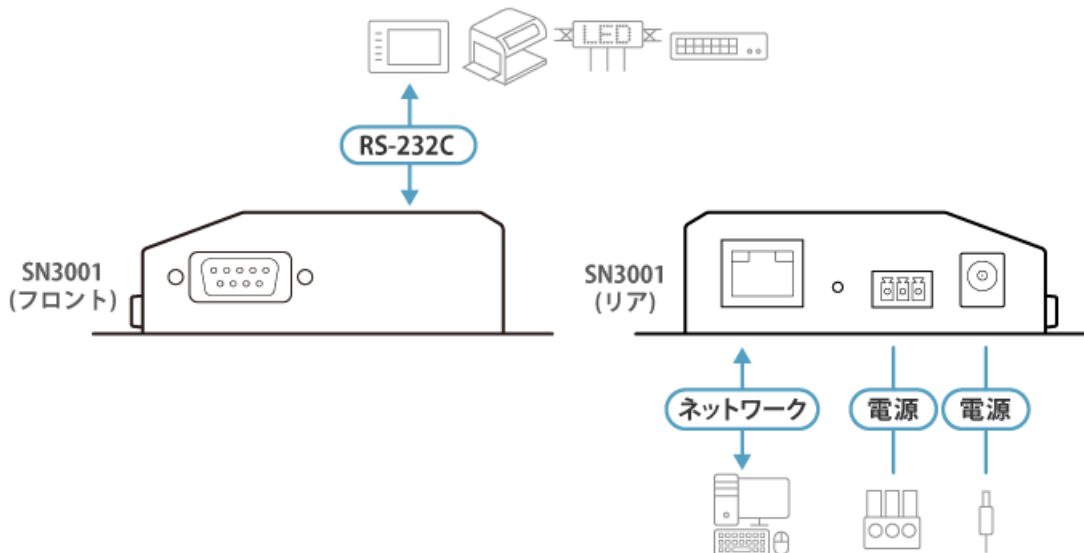 LED
RS-232C
SN3001
(フロント)
SN3001
(リア)
ネットワーク
電源
電源